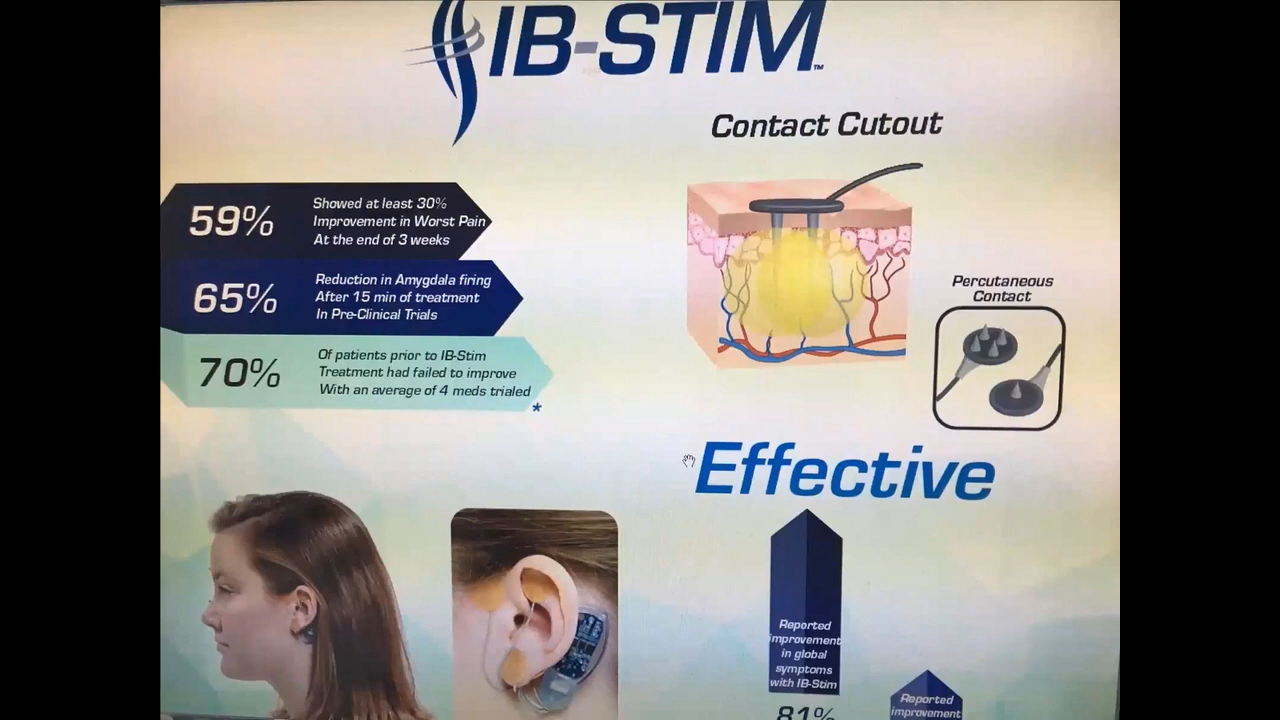 IB-STIM™
Contact Cutout
59%
Showed at least 30%
Improvement in Worst Pain
At the end of 3 weeks
65%
Reduction in Amygdala firing
After 15 min of treatment
In Pre-Clinical Trials
70%
Of patients prior to IB-Stim
Treatment had failed to improve
With an average of 4 meds trialed
*
Percutaneous
Contact
Effective
Reported
improvement
in global
symptoms
with IB-Stim
81%
Reported
improvement